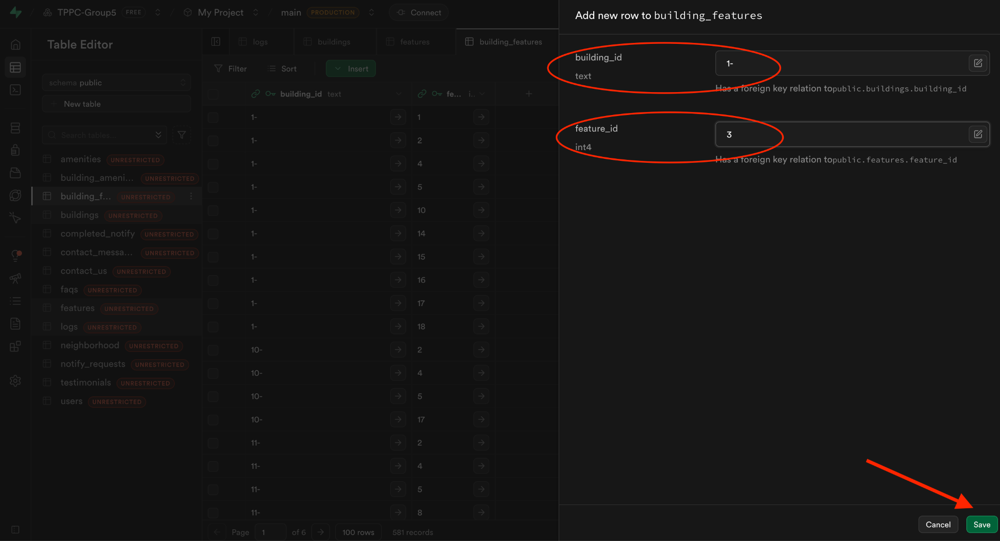 TPPC-Group5 FREE / My Project / main PRODUCTION Connect
Table Editor
schema public
New table
Search tables...
amenities UNRESTRICTED
building_ameni... UNRESTRICTED
building_f... UNRESTRICTED
buildings UNRESTRICTED
completed_notify UNRESTRICTED
contact_messa... UNRESTRICTED
contact_us UNRESTRICTED
faqs UNRESTRICTED
features UNRESTRICTED
logs UNRESTRICTED
neighborhood UNRESTRICTED
notify_requests UNRESTRICTED
testimonials UNRESTRICTED
users UNRESTRICTED
logs buildings features building_features
Filter Sort Insert
building_id text fe... i..
1- 1
1- 2
1- 4
1- 5
1- 10
1- 14
1- 15
1- 16
1- 17
1- 18
10- 2
10- 4
10- 5
10- 17
11- 2
11- 4
11- 5
11- 8
Page 1 of 6 100 rows 581 records
Add new row to building_features
building_id 1-
text
Has a foreign key relation topublic.buildings.building_id
feature_id 3
int4
Has a foreign key relation topublic.features.feature_id
Cancel Save